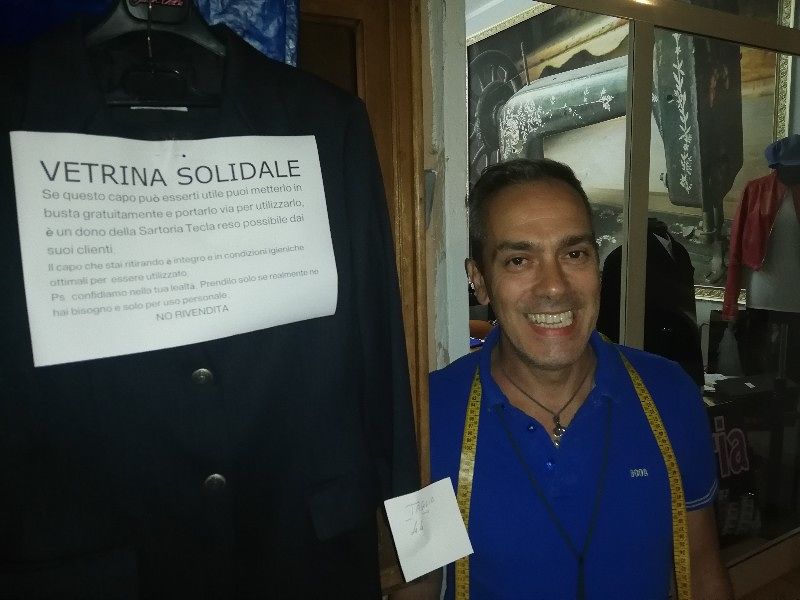 VETRINA SOLIDALE
Se questo capo può esserti utile puoi metterlo in
busta gratuitamente e portarlo via per utilizzarlo,
è un dono della Sartoria Tecla reso possibile dai
suoi clienti.
Il capo che stai ritirando è integro e in condizioni igieniche
ottimali per essere utilizzato.
Ps. confidiamo nella tua lealtà. Prendilo solo se realmente ne
hai bisogno e solo per uso personale.
NO RIVENDITA
TAGLIA
44
ria